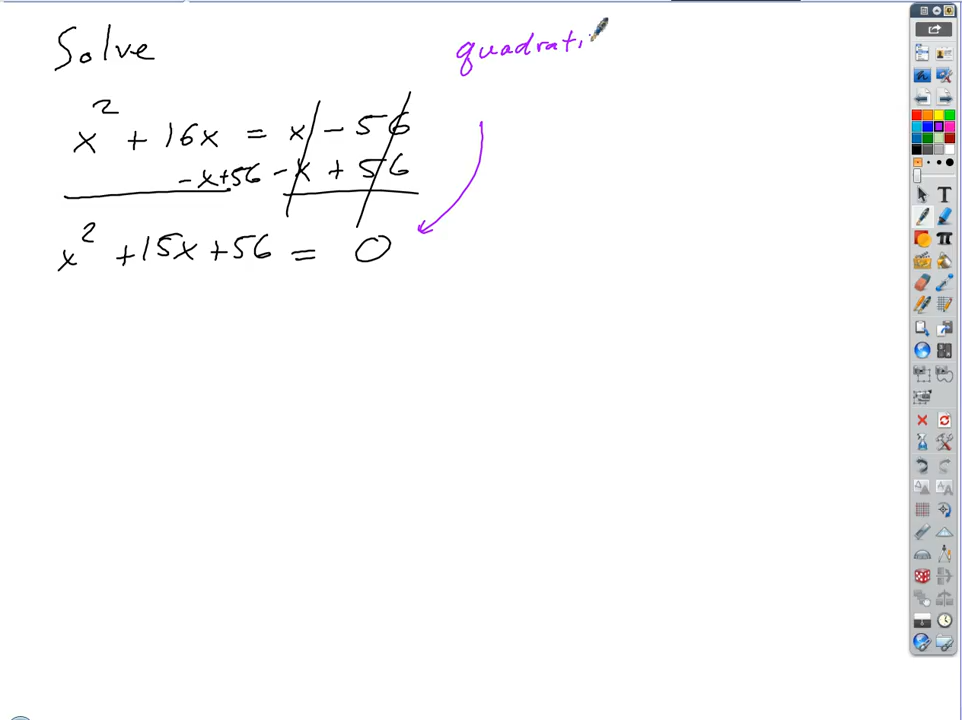 Solve
quadrati
x² + 16x = x - 56
- x + 56 - x + 56
x² + 15x + 56 = 0